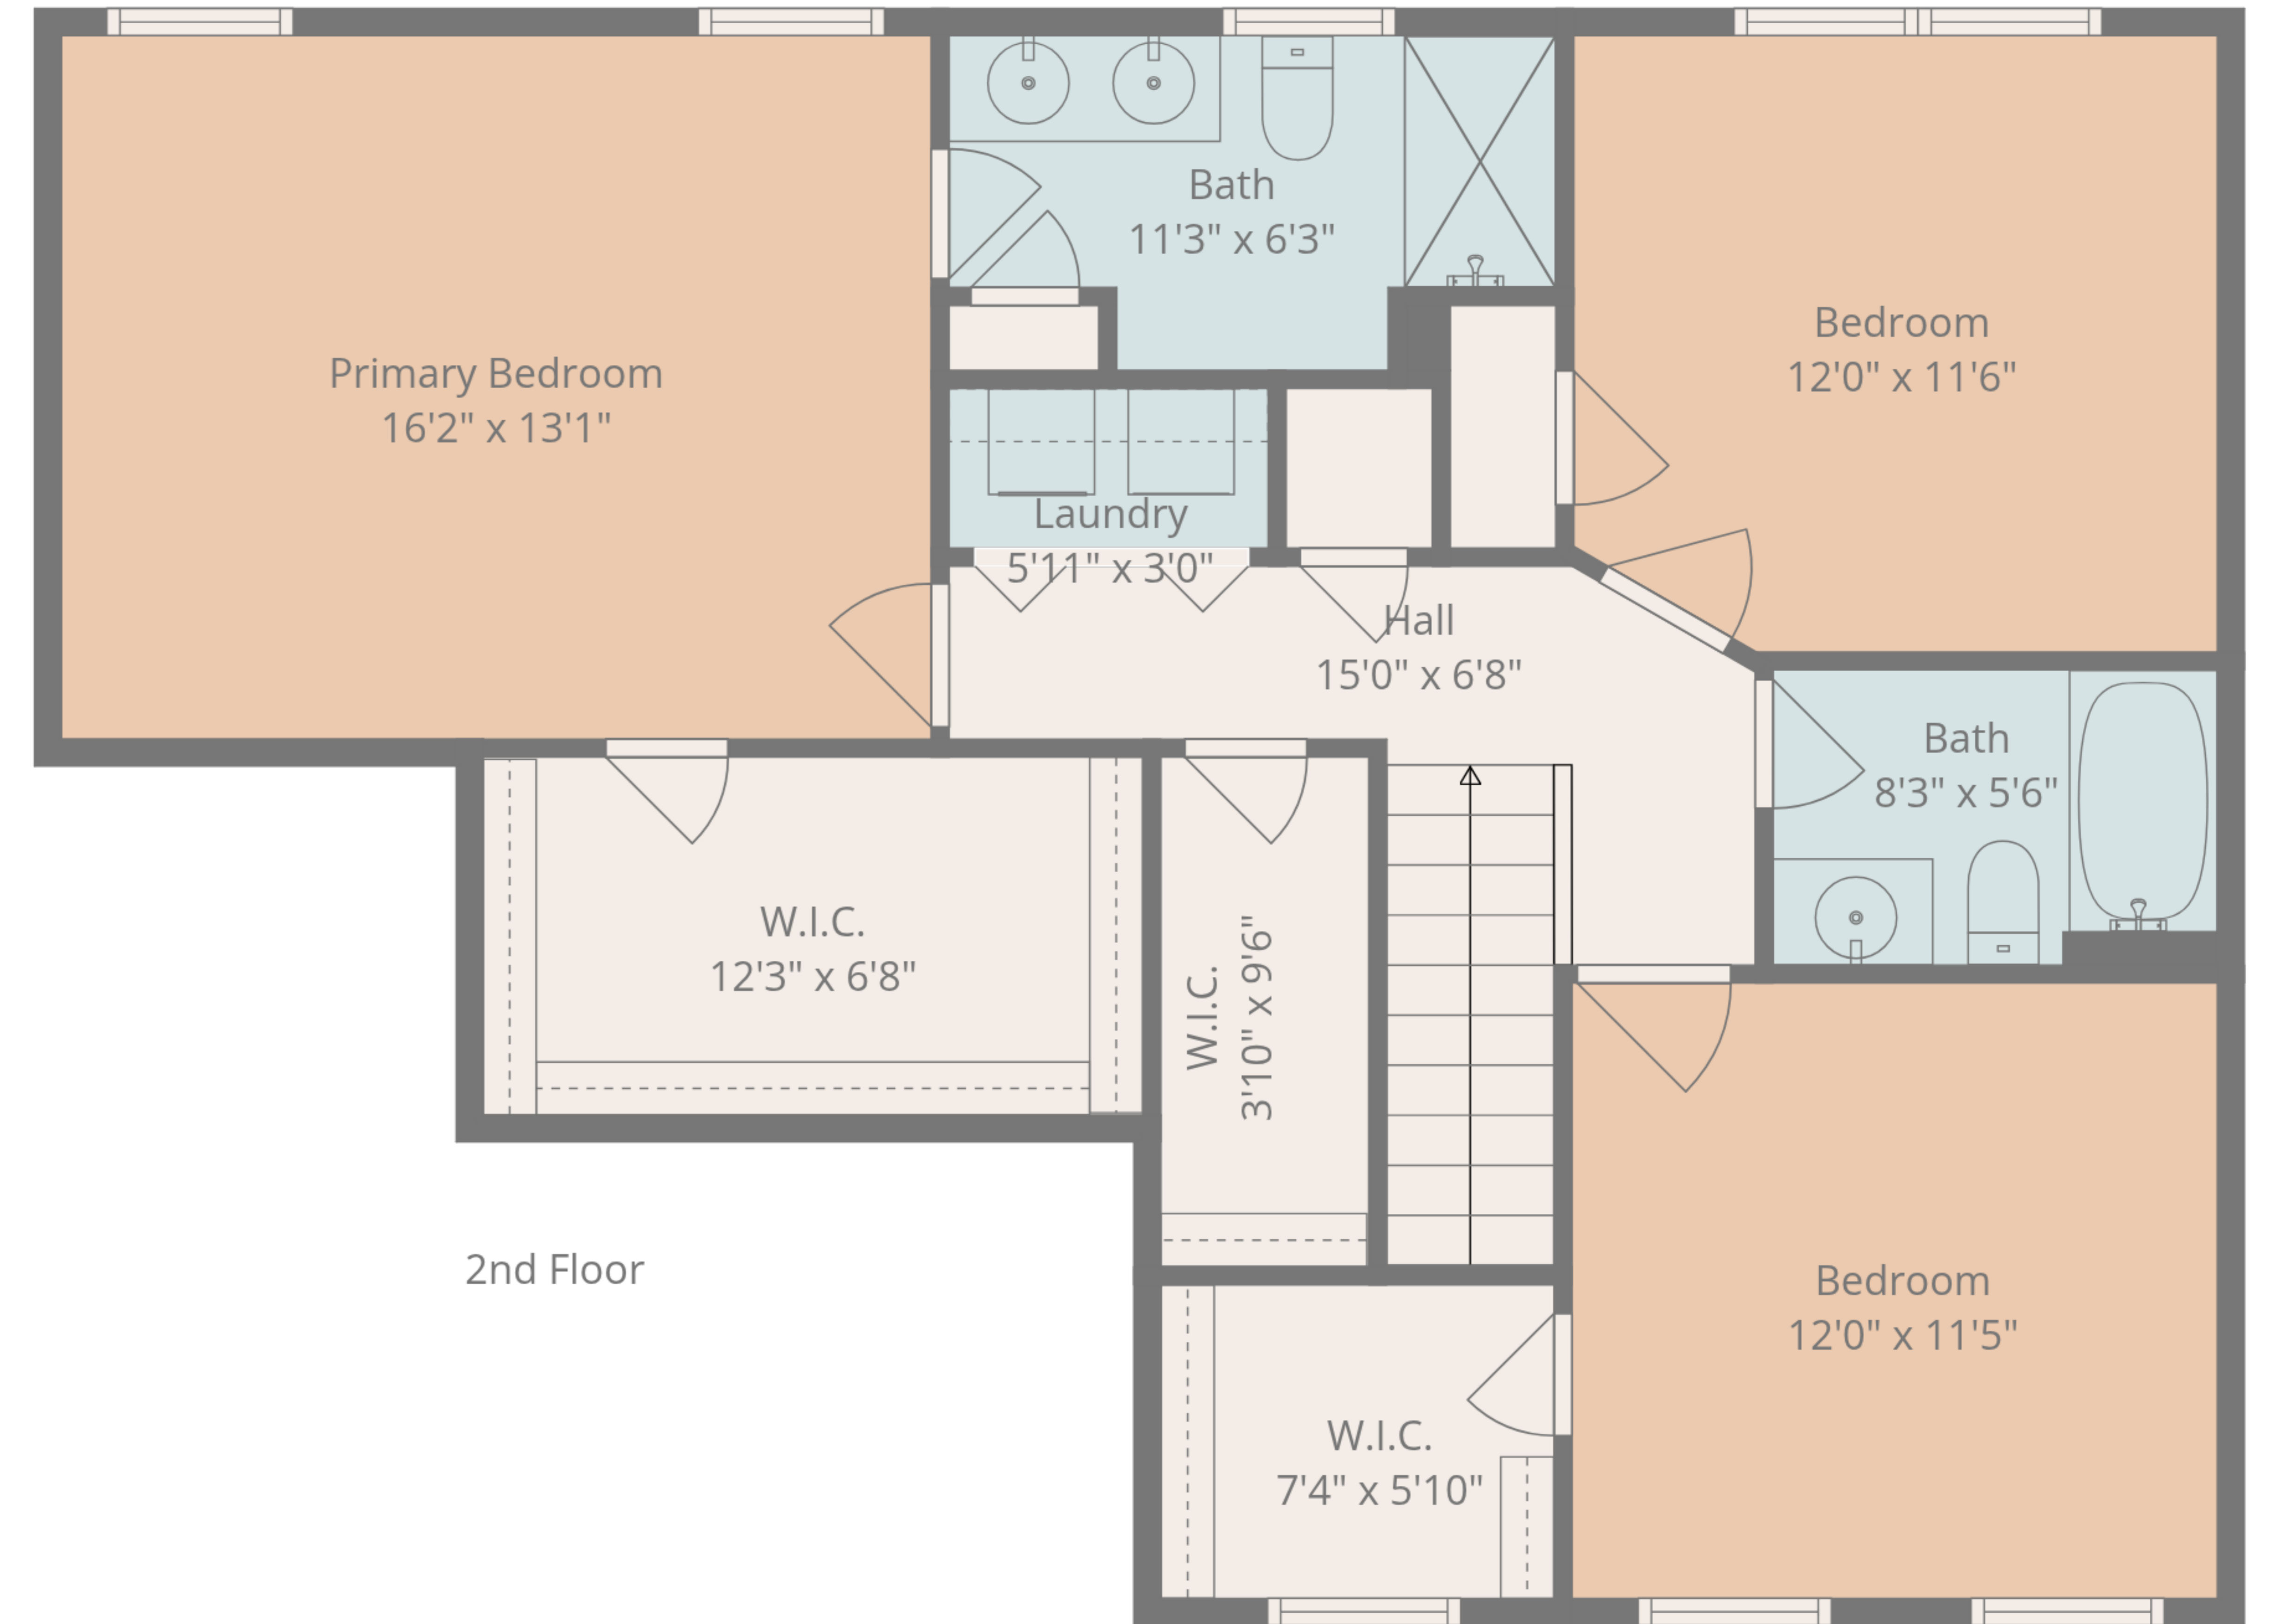 Bath
11'3" x 6'3"
Primary Bedroom
16'2" x 13'1"
Bedroom
12'0" x 11'6"
Laundry
5'11" x 3'0"
Hall
15'0" x 6'8"
Bath
8'3" x 5'6"
W.I.C.
12'3" x 6'8"
W.I.C.
3'10" x 9'6"
2nd Floor
Bedroom
12'0" x 11'5"
W.I.C.
7'4" x 5'10"